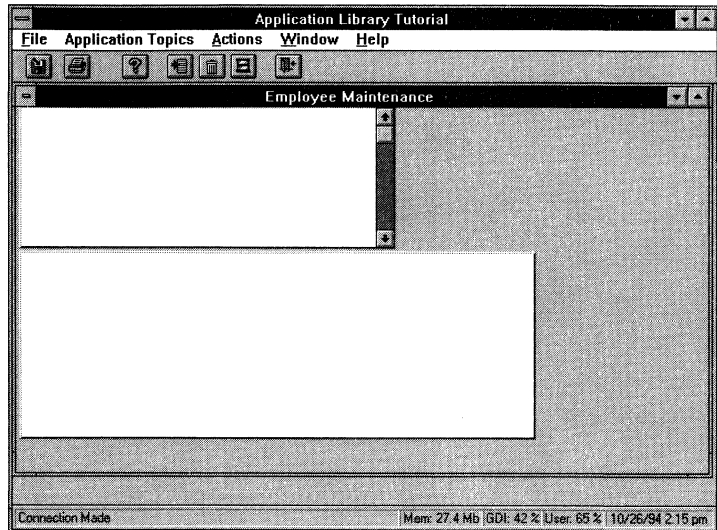 Application Library Tutorial
File Application Topics Actions Window Help
?
Employee Maintenance
Connection Made Mem: 27.4 Mb GDI: 42 % User: 65 % 10/26/94 2:15 pm